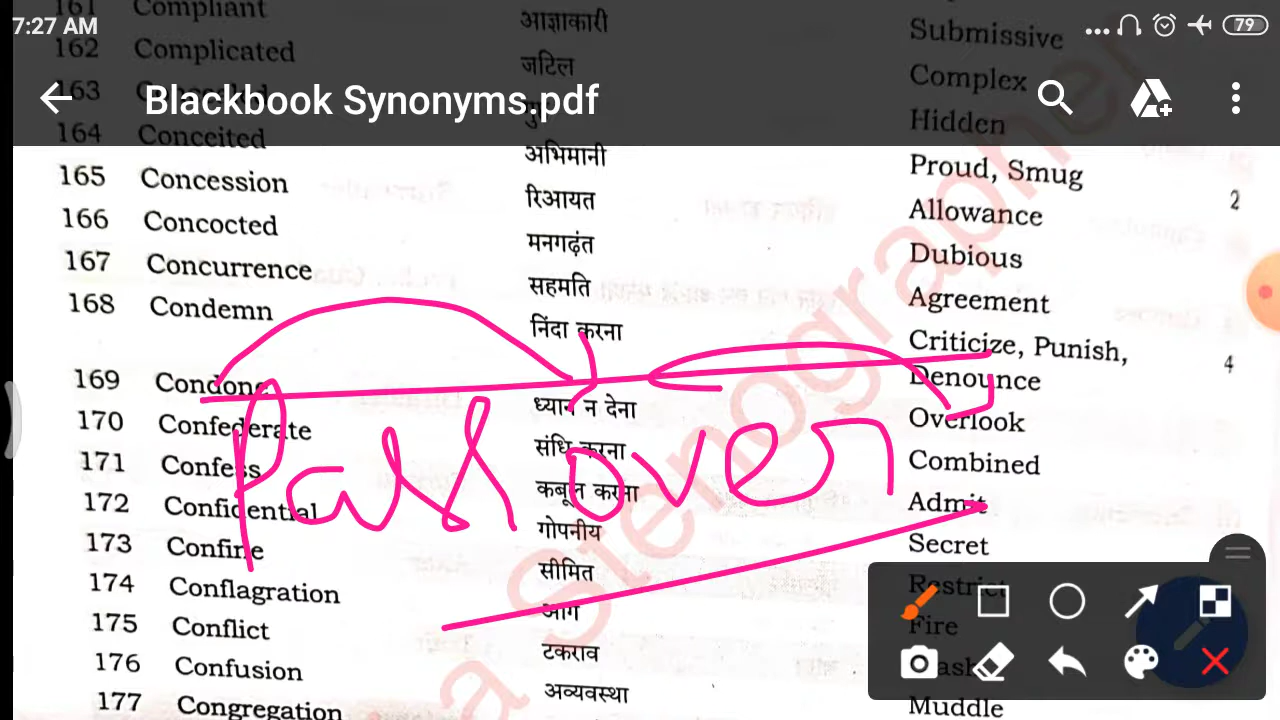 161 Compliant आज्ञाकारी
7:27 AM 79
162 Complicated जटिल Submissive
163 Complex
Blackbook Synonyms.pdf
164 Conceited अभिमानी Hidden
165 Concession रिआयत Proud, Smug 2
166 Concocted मनगढ़ंत Allowance
167 Concurrence सहमति Dubious
168 Condemn निंदा करना Agreement
Criticize, Punish, 4
169 Condone ध्यान न देना Denounce
170 Confederate संधि करना Overlook
171 Confess कबूल करना Combined
Pass over
172 Confidential गोपनीय Admit
173 Confine सीमित Secret
174 Conflagration आग Restrict
175 Conflict टकराव Fire
176 Confusion अव्यवस्था
177 Congregation Muddle
a Stenographer